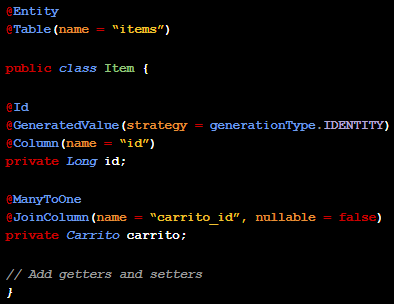 @Entity
@Table(name = “items”)
public class Item {
@Id
@GeneratedValue(strategy = generationType.IDENTITY)
@Column(name = “id”)
private Long id;
@ManyToOne
@JoinColumn(name = “carrito_id”, nullable = false)
private Carrito carrito;
// Add getters and setters
}